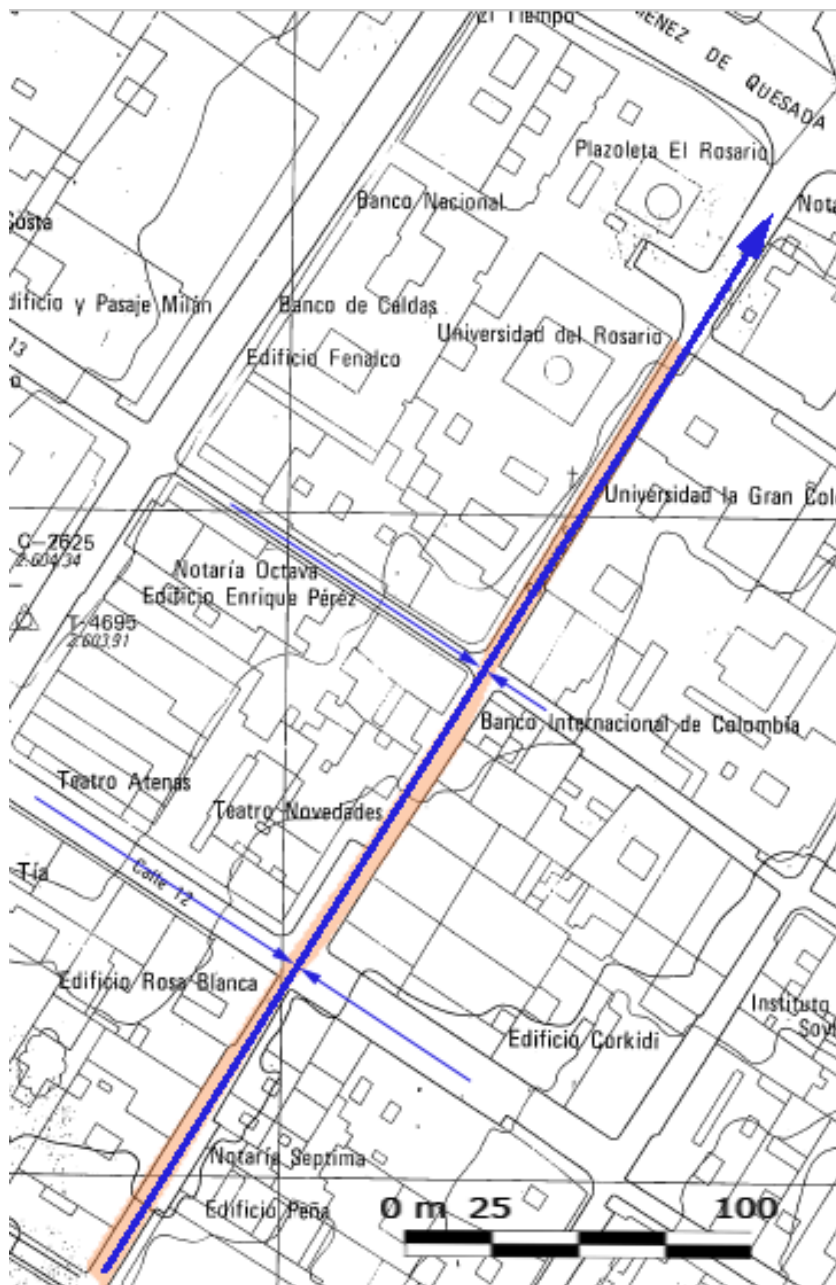 El Tiempo
DE QUESADA
Plazoleta El Rosario
Banco Nacional
Nota
Costa
dificio y Pasaje Milán
Banco de Caldas
Universidad del Rosario
Edificio Fenalco
13
o
Universidad la Gran Col
C-2625
2.604,34
Notaría Octava
Edificio Enrique Pérez
T-4695
2.603,91
Banco Internacional de Colombia
Teatro Atenas
Teatro Novedades
Tía
Calle 12
Edificio Rosa Blanca
Instituto
Sovi
Edificio Corkidi
Notaría Septima
Edificio Peña
0 m 25 100